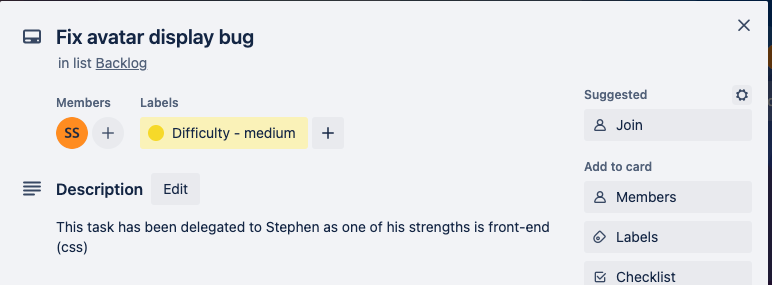 Fix avatar display bug
in list Backlog
Members
Labels
SS
Difficulty - medium
Description
Edit
This task has been delegated to Stephen as one of his strengths is front-end
(css)
Suggested
Join
Add to card
Members
Labels
Checklist